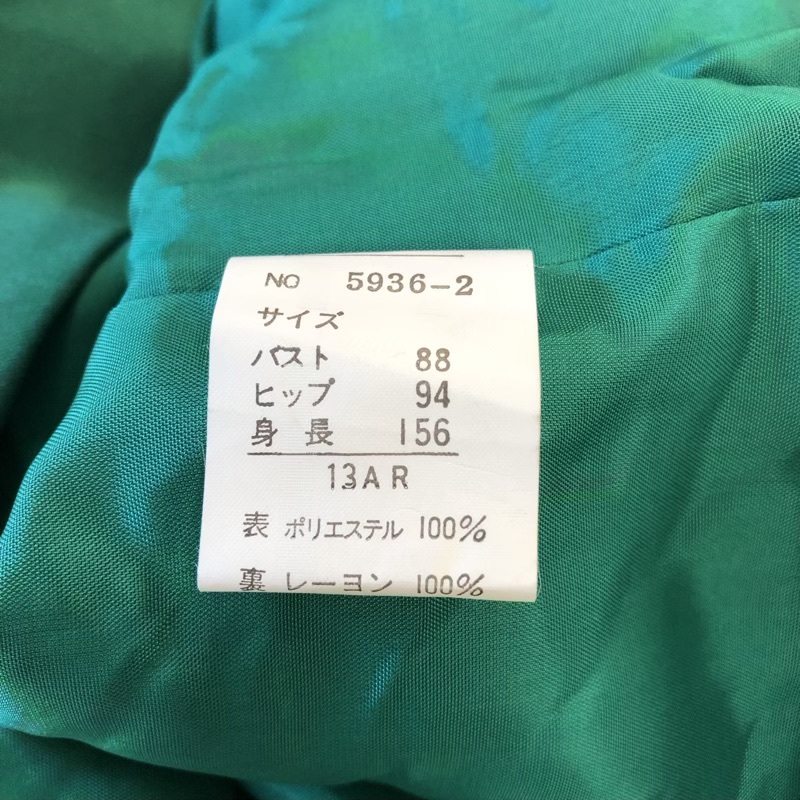 NO 5936-2
サイズ
バスト 88
ヒップ 94
身長 156
13AR
表 ポリエステル 100%
裏 レーヨン 100%